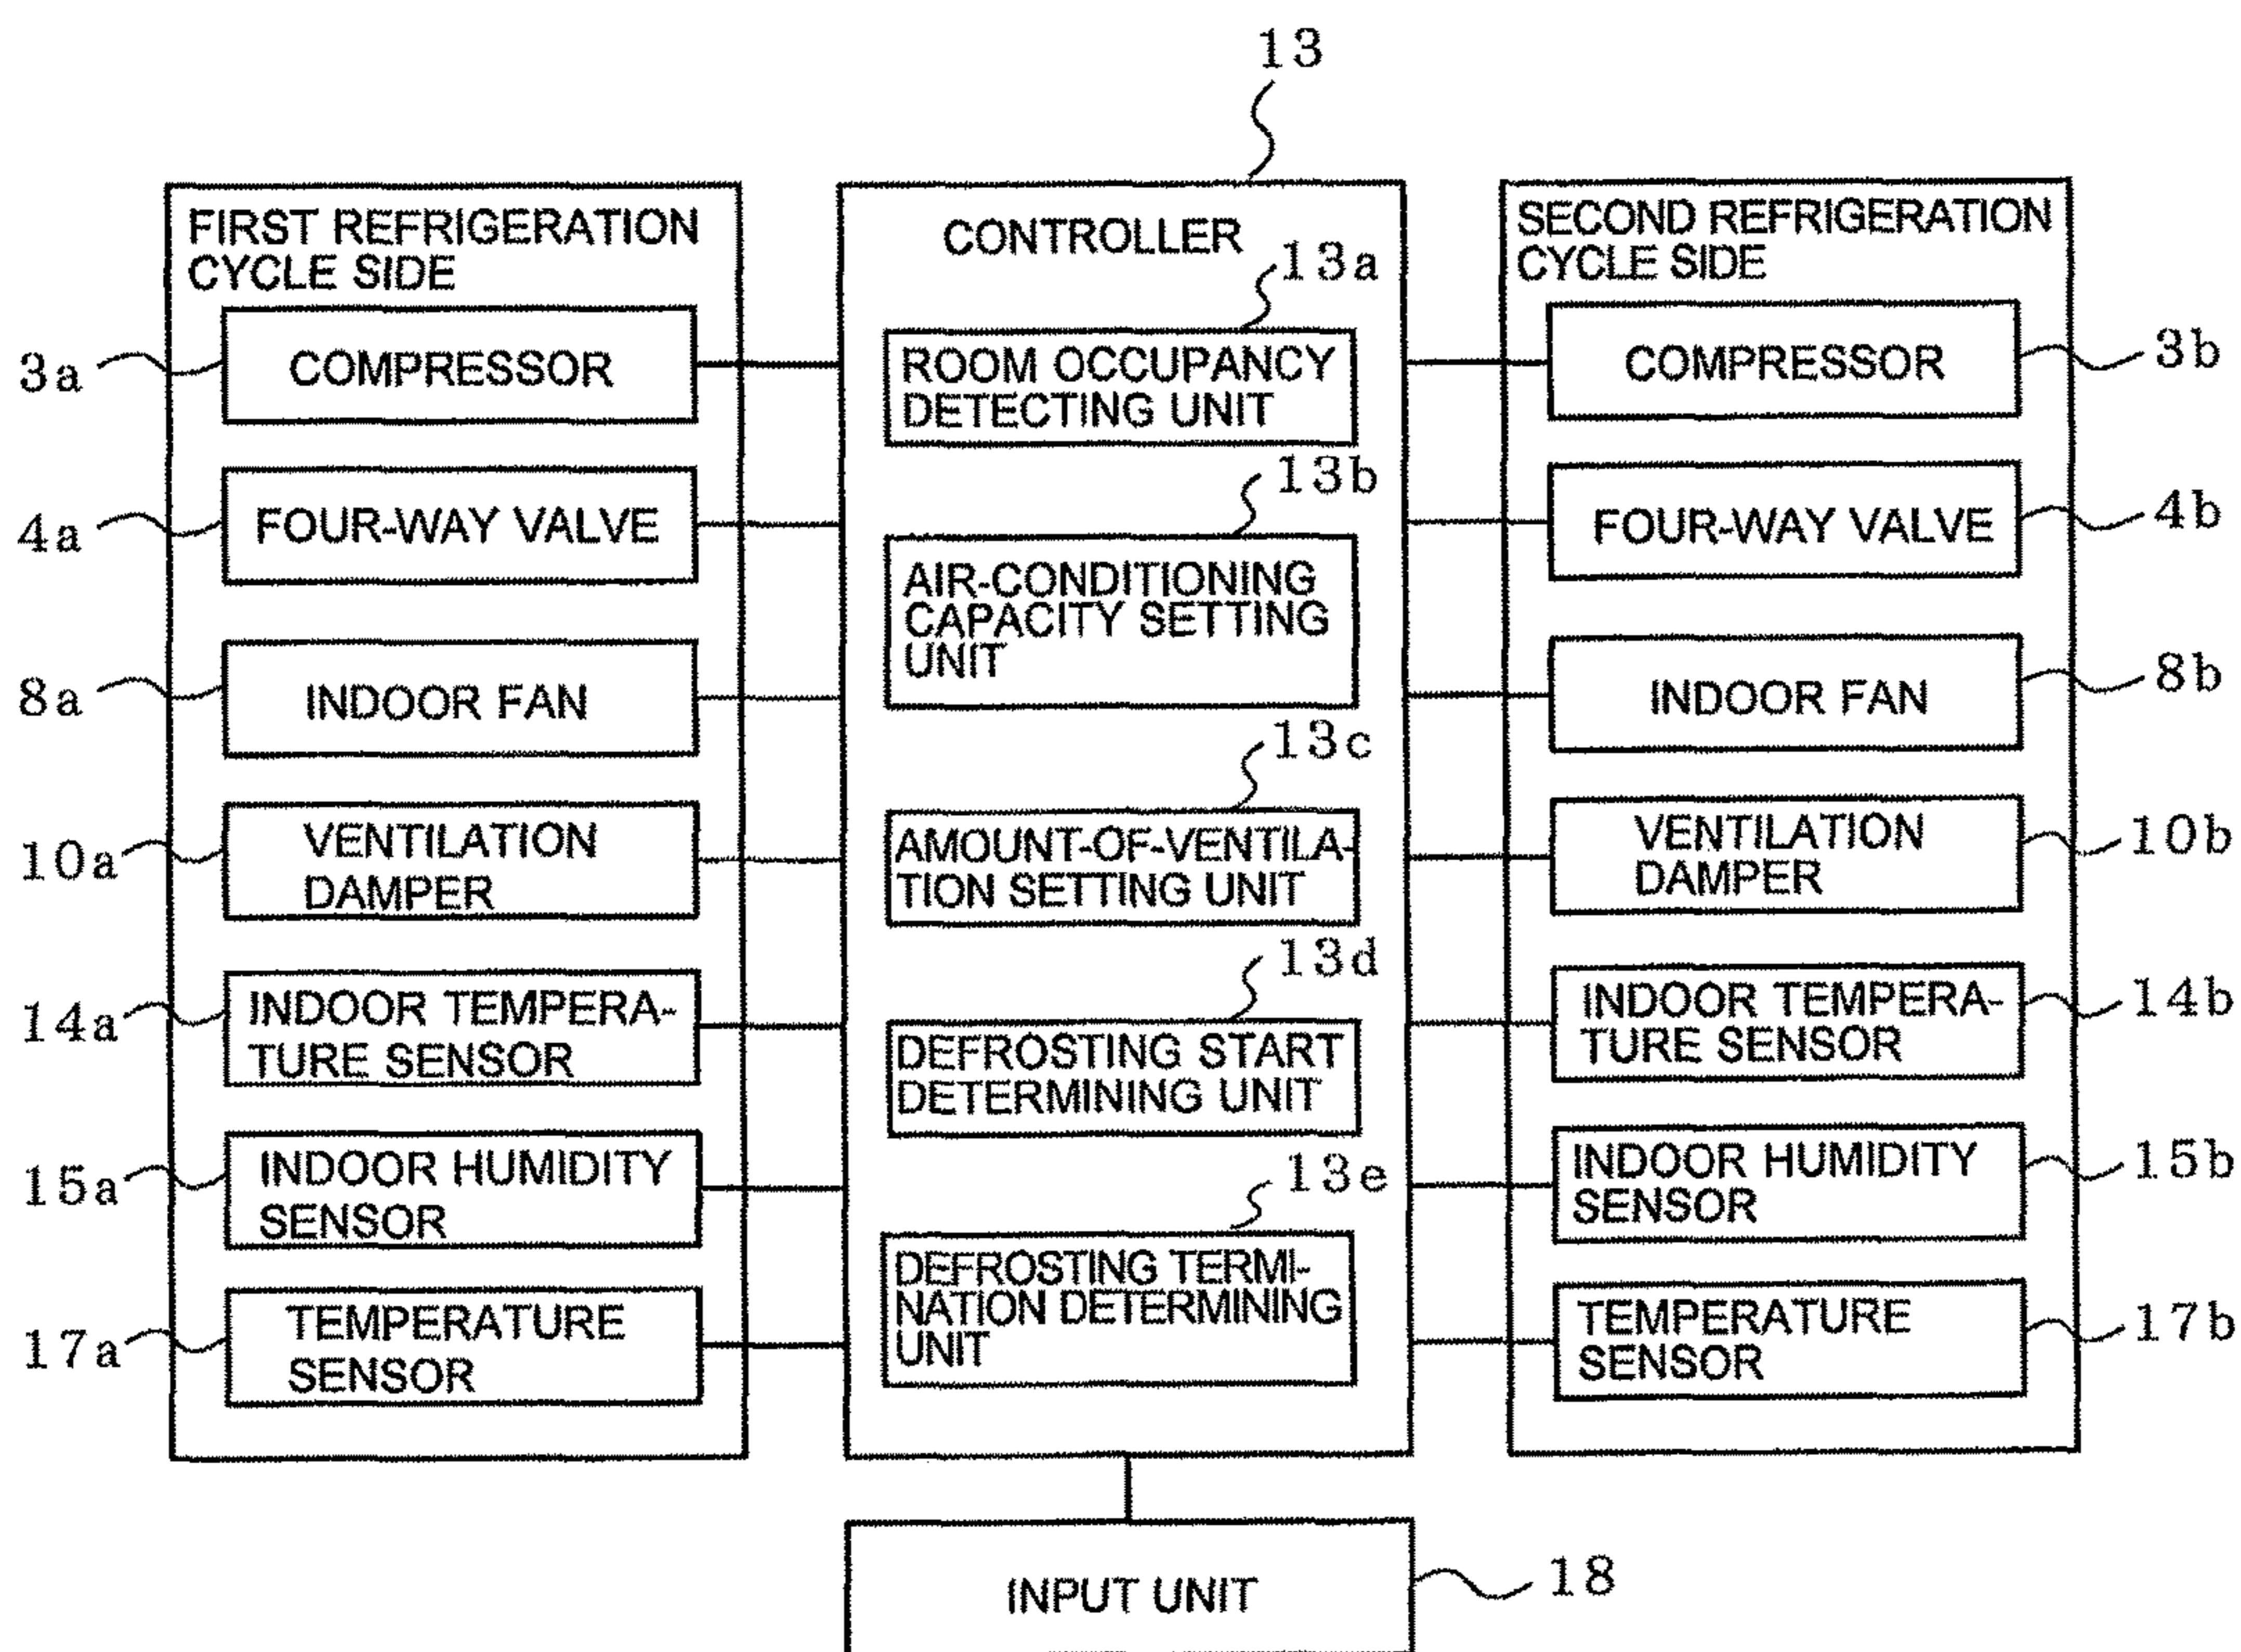 13
FIRST REFRIGERATION
CYCLE SIDE
3a
COMPRESSOR
4a
FOUR-WAY VALVE
8a
INDOOR FAN
10a
VENTILATION
DAMPER
14a
INDOOR TEMPERA-
TURE SENSOR
15a
INDOOR HUMIDITY
SENSOR
17a
TEMPERATURE
SENSOR
CONTROLLER
13a
ROOM OCCUPANCY
DETECTING UNIT
13b
AIR-CONDITIONING
CAPACITY SETTING
UNIT
13c
AMOUNT-OF-VENTILA-
TION SETTING UNIT
13d
DEFROSTING START
DETERMINING UNIT
13e
DEFROSTING TERMI-
NATION DETERMINING
UNIT
SECOND REFRIGERATION
CYCLE SIDE
COMPRESSOR
3b
FOUR-WAY VALVE
4b
INDOOR FAN
8b
VENTILATION
DAMPER
10b
INDOOR TEMPERA-
TURE SENSOR
14b
INDOOR HUMIDITY
SENSOR
15b
TEMPERATURE
SENSOR
17b
INPUT UNIT
18